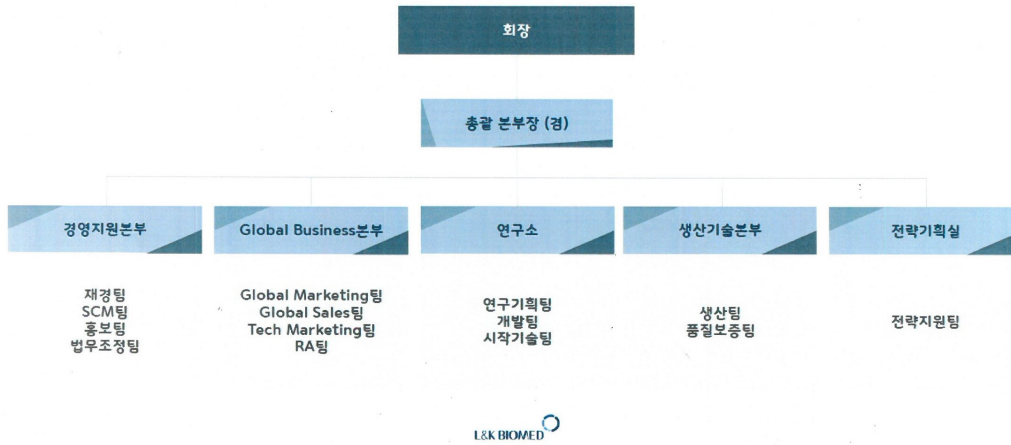 회장
총괄 본부장 (겸)
경영지원본부
Global Business본부
연구소
생산기술본부
전략기획실
재경팀
SCM팀
홍보팀
법무조정팀
Global Marketing팀
Global Sales팀
Tech Marketing팀
RA팀
연구기획팀
개발팀
시작기술팀
생산팀
품질보증팀
전략지원팀
L&K BIOMED